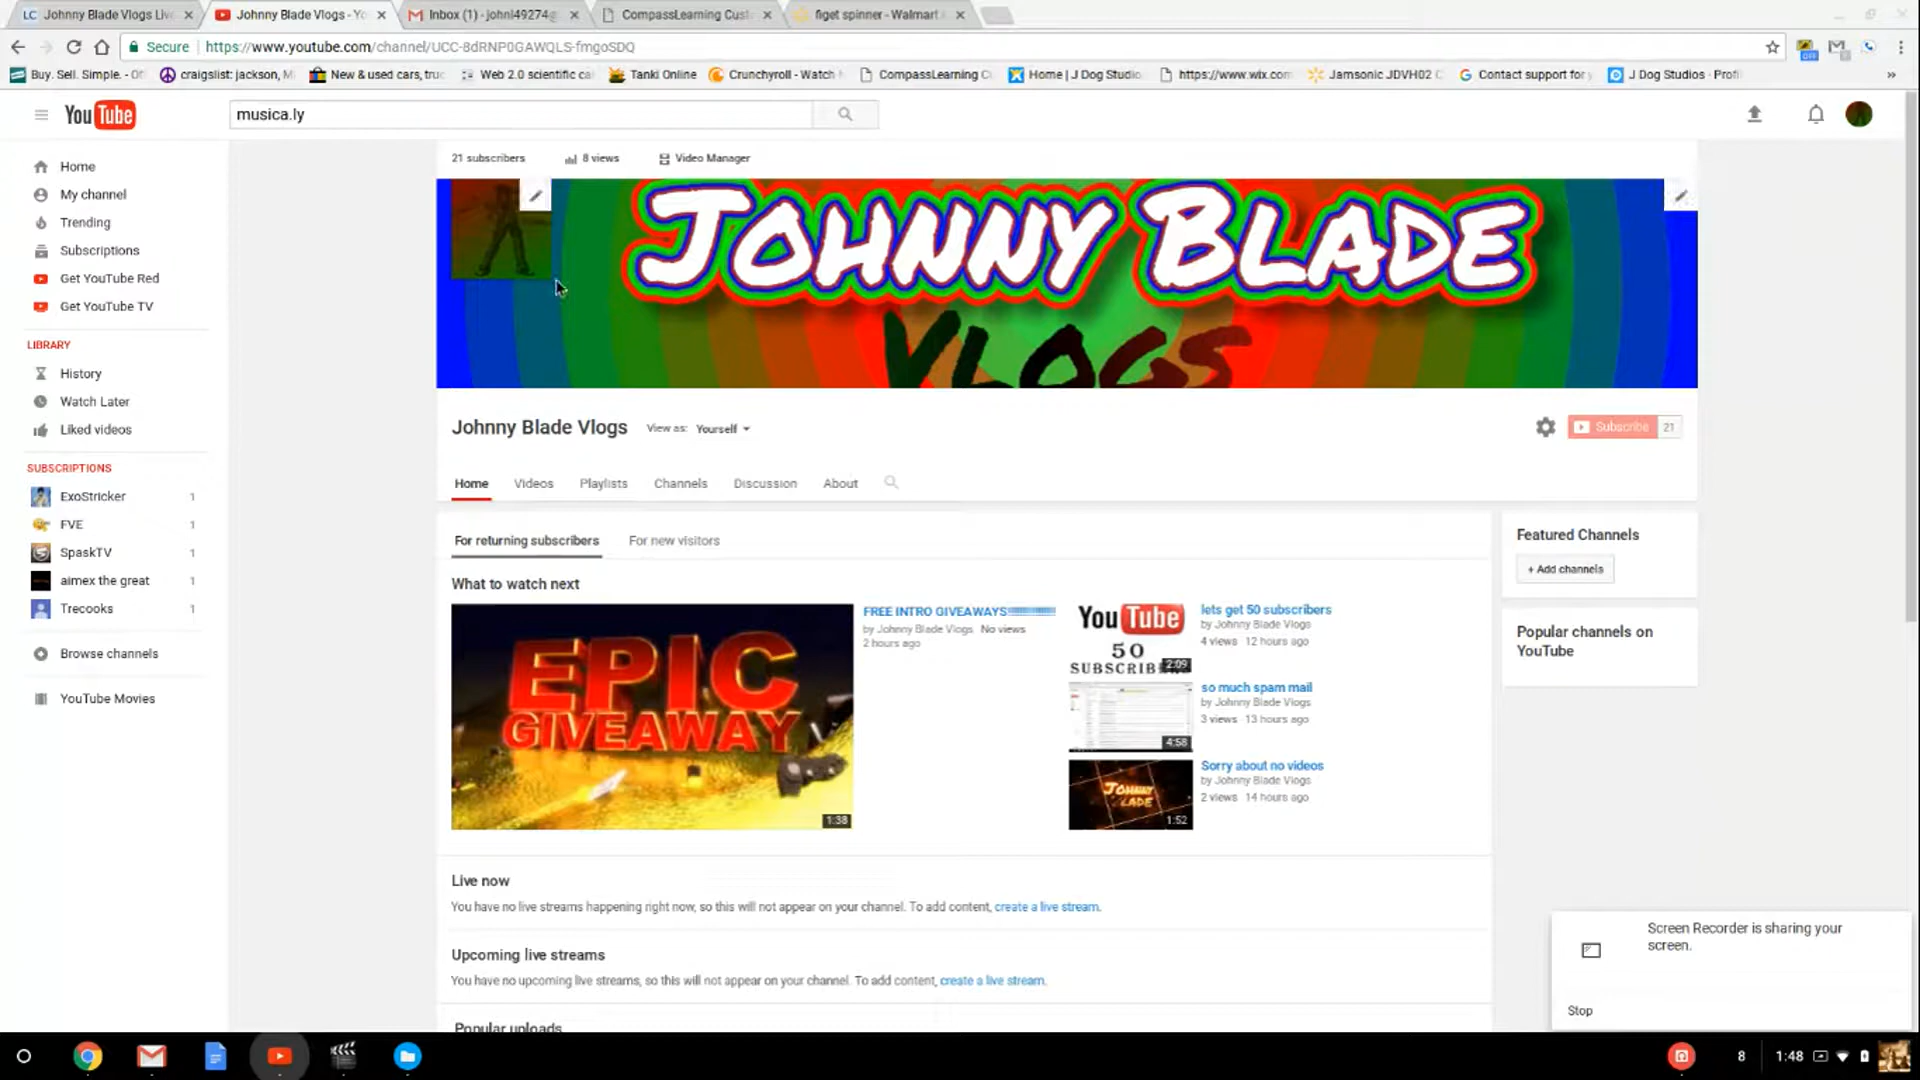 LC Johnny Blade Vlogs Liv
Johnny Blade Vlogs - Yo
Inbox (1) - johnl49274@
CompassLearning Cust
figet spinner - Walmart.
Secure
https://www.youtube.com/channel/UCC-8dRNP0GAWQLS-fmgoSDQ
Buy. Sell. Simple. - Of
craigslist: jackson, M
New & used cars, truc
Web 2.0 scientific ca
Tanki Online
Crunchyroll - Watch
CompassLearning C
Home | J Dog Studio
https://www.wix.com
Jamsonic JDVH02 C
Contact support for y
J Dog Studios - Profi
»
YouTube
musica.ly
Home
My channel
Trending
Subscriptions
Get YouTube Red
Get YouTube TV
LIBRARY
History
Watch Later
Liked videos
SUBSCRIPTIONS
ExoStricker 1
FVE 1
SpaskTV 1
aimex the great 1
Trecooks 1
Browse channels
YouTube Movies
21 subscribers 8 views Video Manager
JOHNNY BLADE
VLOGS
Johnny Blade Vlogs View as: Yourself
Subscribe 21
Home Videos Playlists Channels Discussion About
For returning subscribers For new visitors
What to watch next
EPIC
GIVEAWAY
1:38
FREE INTRO GIVEAWAYS
by Johnny Blade Vlogs No views
2 hours ago
YouTube
50
SUBSCRIBE
2:09
lets get 50 subscribers
by Johnny Blade Vlogs
4 views 12 hours ago
4:58
so much spam mail
by Johnny Blade Vlogs
3 views 13 hours ago
JOHNNY
LADE
1:52
Sorry about no videos
by Johnny Blade Vlogs
2 views 14 hours ago
Live now
You have no live streams happening right now, so this will not appear on your channel. To add content, create a live stream.
Upcoming live streams
You have no upcoming live streams, so this will not appear on your channel. To add content, create a live stream.
Popular uploads
Featured Channels
+ Add channels
Popular channels on
YouTube
Screen Recorder is sharing your
screen.
Stop
8 1:48